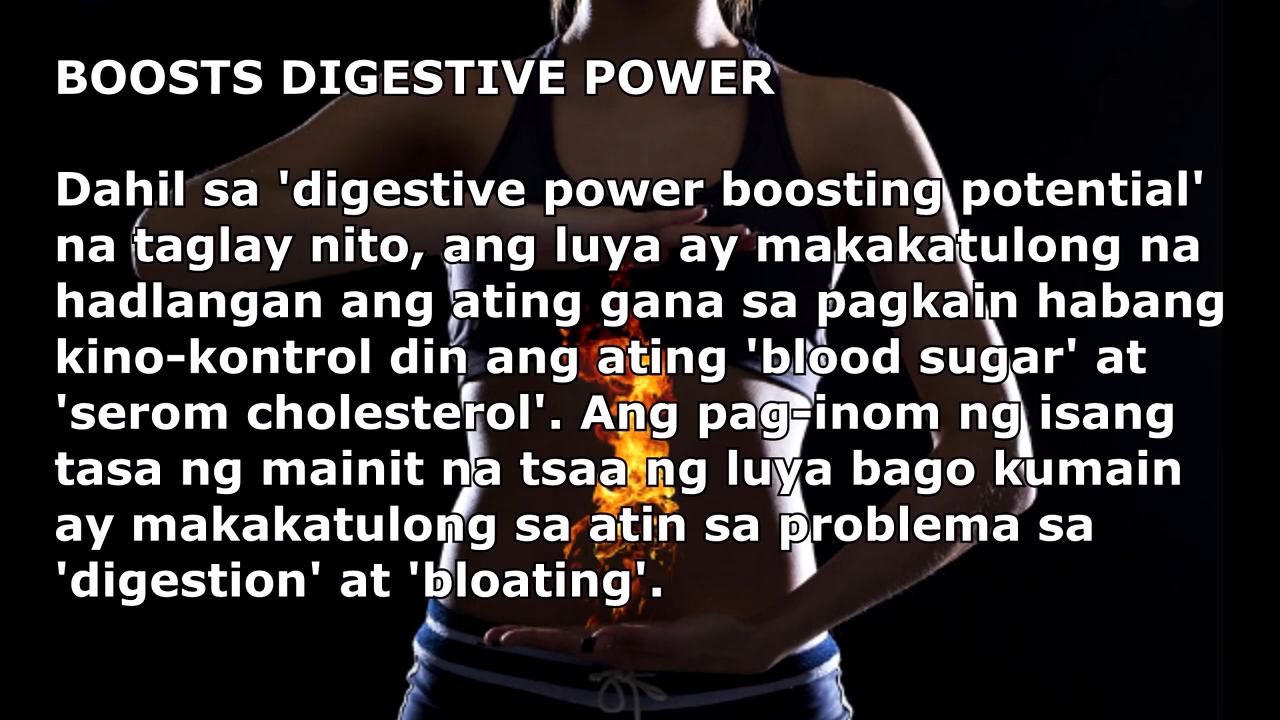 BOOSTS DIGESTIVE POWER
Dahil sa 'digestive power boosting potential'
na taglay nito, ang luya ay makakatulong na
hadlangan ang ating gana sa pagkain habang
kino-kontrol din ang ating 'blood sugar' at
'serom cholesterol'. Ang pag-inom ng isang
tasa ng mainit na tsaa ng luya bago kumain
ay makakatulong sa atin sa problema sa
'digestion' at 'bloating'.